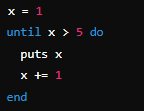 x = 1
until x > 5 do
  puts x
  x += 1
end